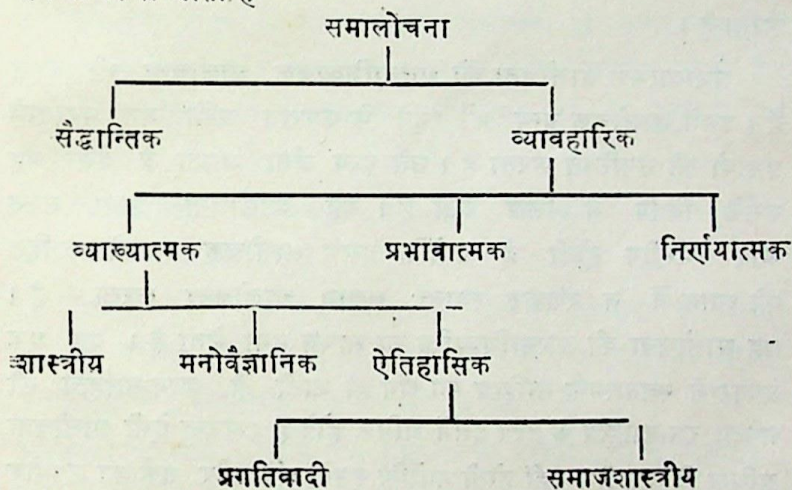 समालोचना
सैद्धान्तिक व्यावहारिक
व्याख्यात्मक प्रभावात्मक निर्णयात्मक
शास्त्रीय मनोवैज्ञानिक ऐतिहासिक
प्रगतिवादी समाजशास्त्रीय